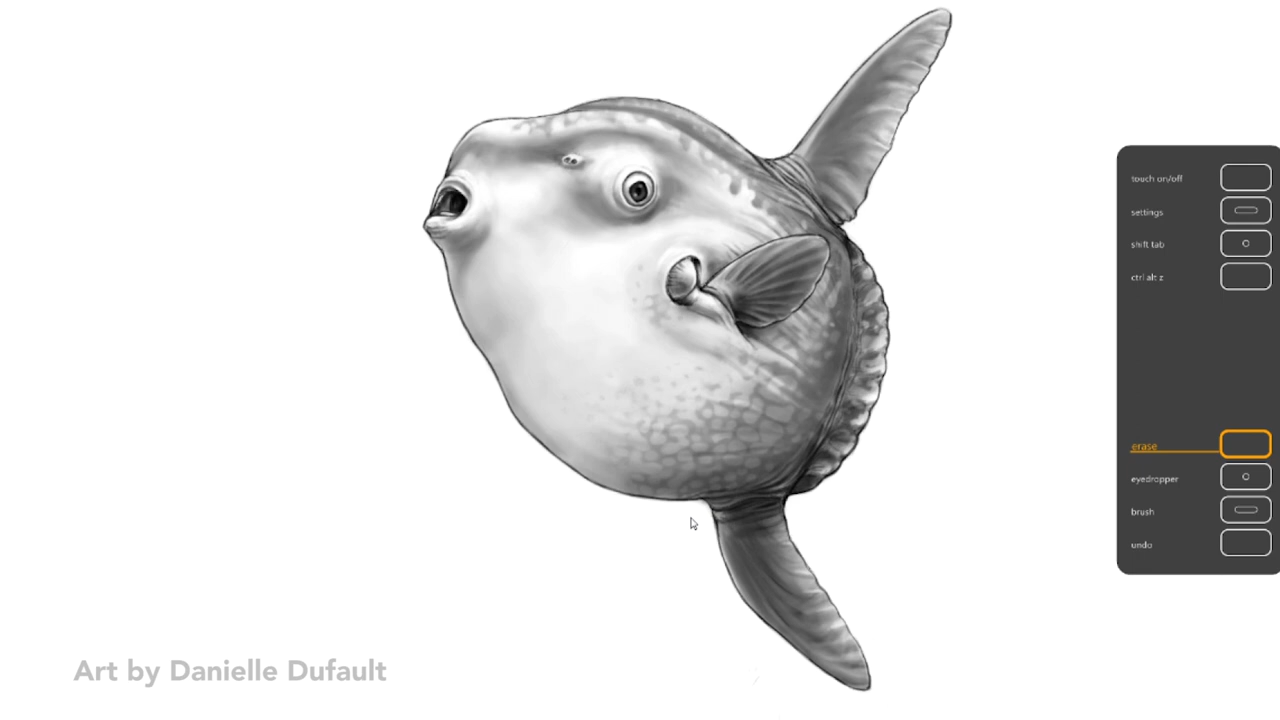 touch on/off
settings
shift tab
ctrl alt z
erase
eyedropper
brush
undo
Art by Danielle Dufault